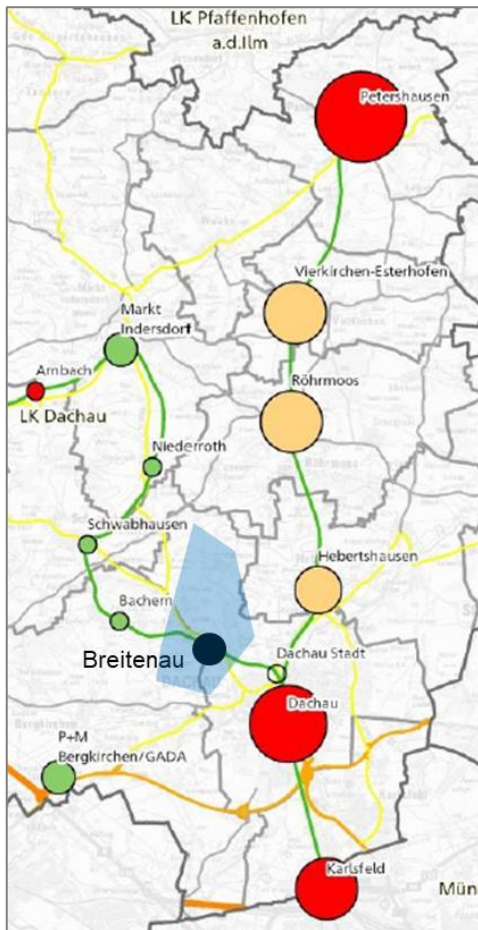 LK Pfaffenhofen
a.d.Ilm
Petershausen
Vierkirchen-Esterhofen
Markt
Indersdorf
Röhrmoos
Arnbach
LK Dachau
Niederroth
Schwabhausen
Hebertshausen
Bachern
Breitenau
Dachau Stadt
Dachau
P+M
Bergkirchen/GADA
Karlsfeld
Mün